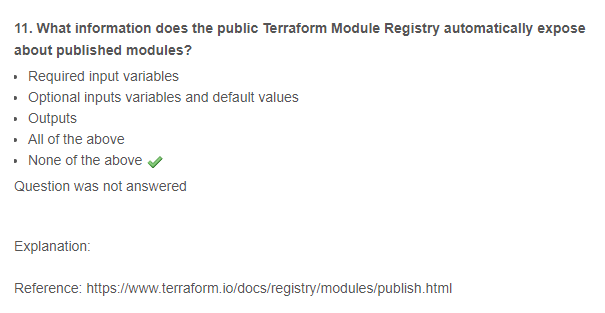 11. What information does the public Terraform Module Registry automatically expose
about published modules?
• Required input variables
• Optional inputs variables and default values
• Outputs
• All of the above
• None of the above
Question was not answered
Explanation:
Reference: https://www.terraform.io/docs/registry/modules/publish.html